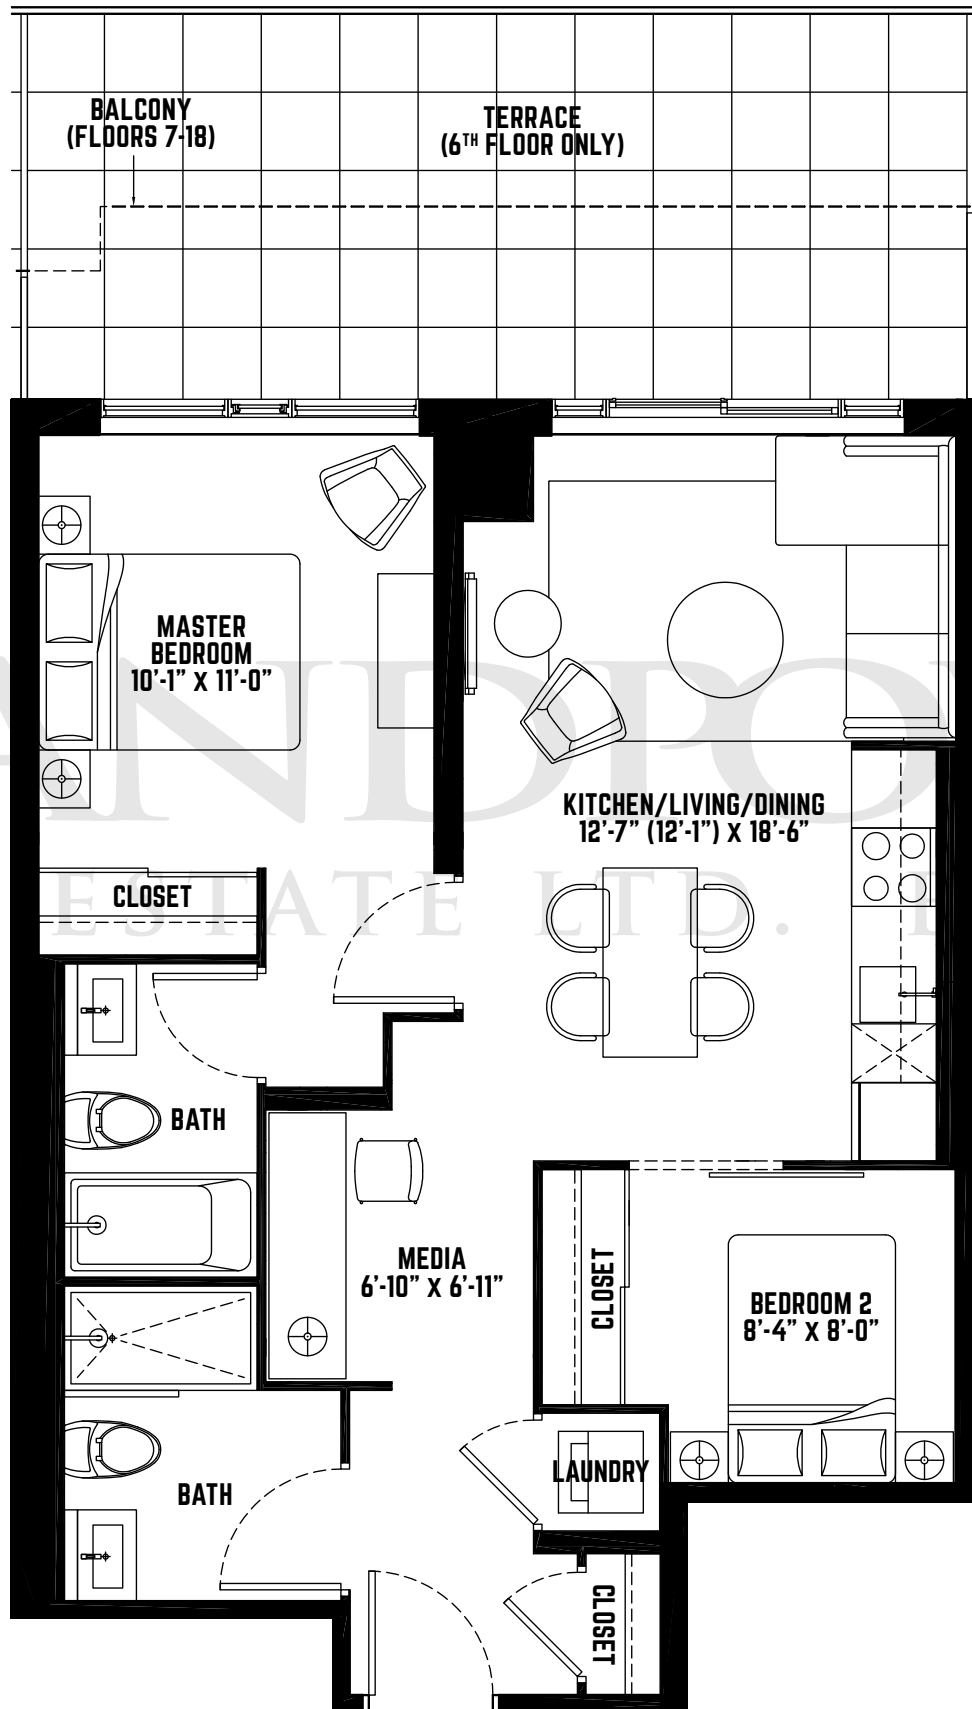 BALCONY
(FLOORS 7-18)
TERRACE
(6TH FLOOR ONLY)
MASTER
BEDROOM
10'-1" X 11'-0"
KITCHEN/LIVING/DINING
12'-7" (12'-1") X 18'-6"
CLOSET
ESTATE LTD.
BATH
MEDIA
6'-10" X 6'-11"
CLOSET
BEDROOM 2
8'-4" X 8'-0"
LAUNDRY
BATH
CLOSET